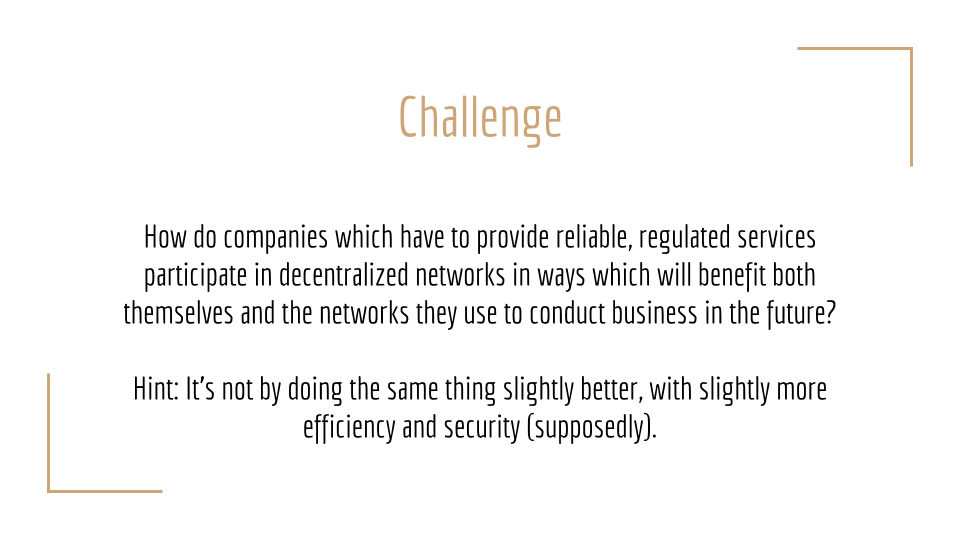 Challenge
How do companies which have to provide reliable, regulated services
participate in decentralized networks in ways which will benefit both
themselves and the networks they use to conduct business in the future?
Hint: It’s not by doing the same thing slightly better, with slightly more
efficiency and security (supposedly).